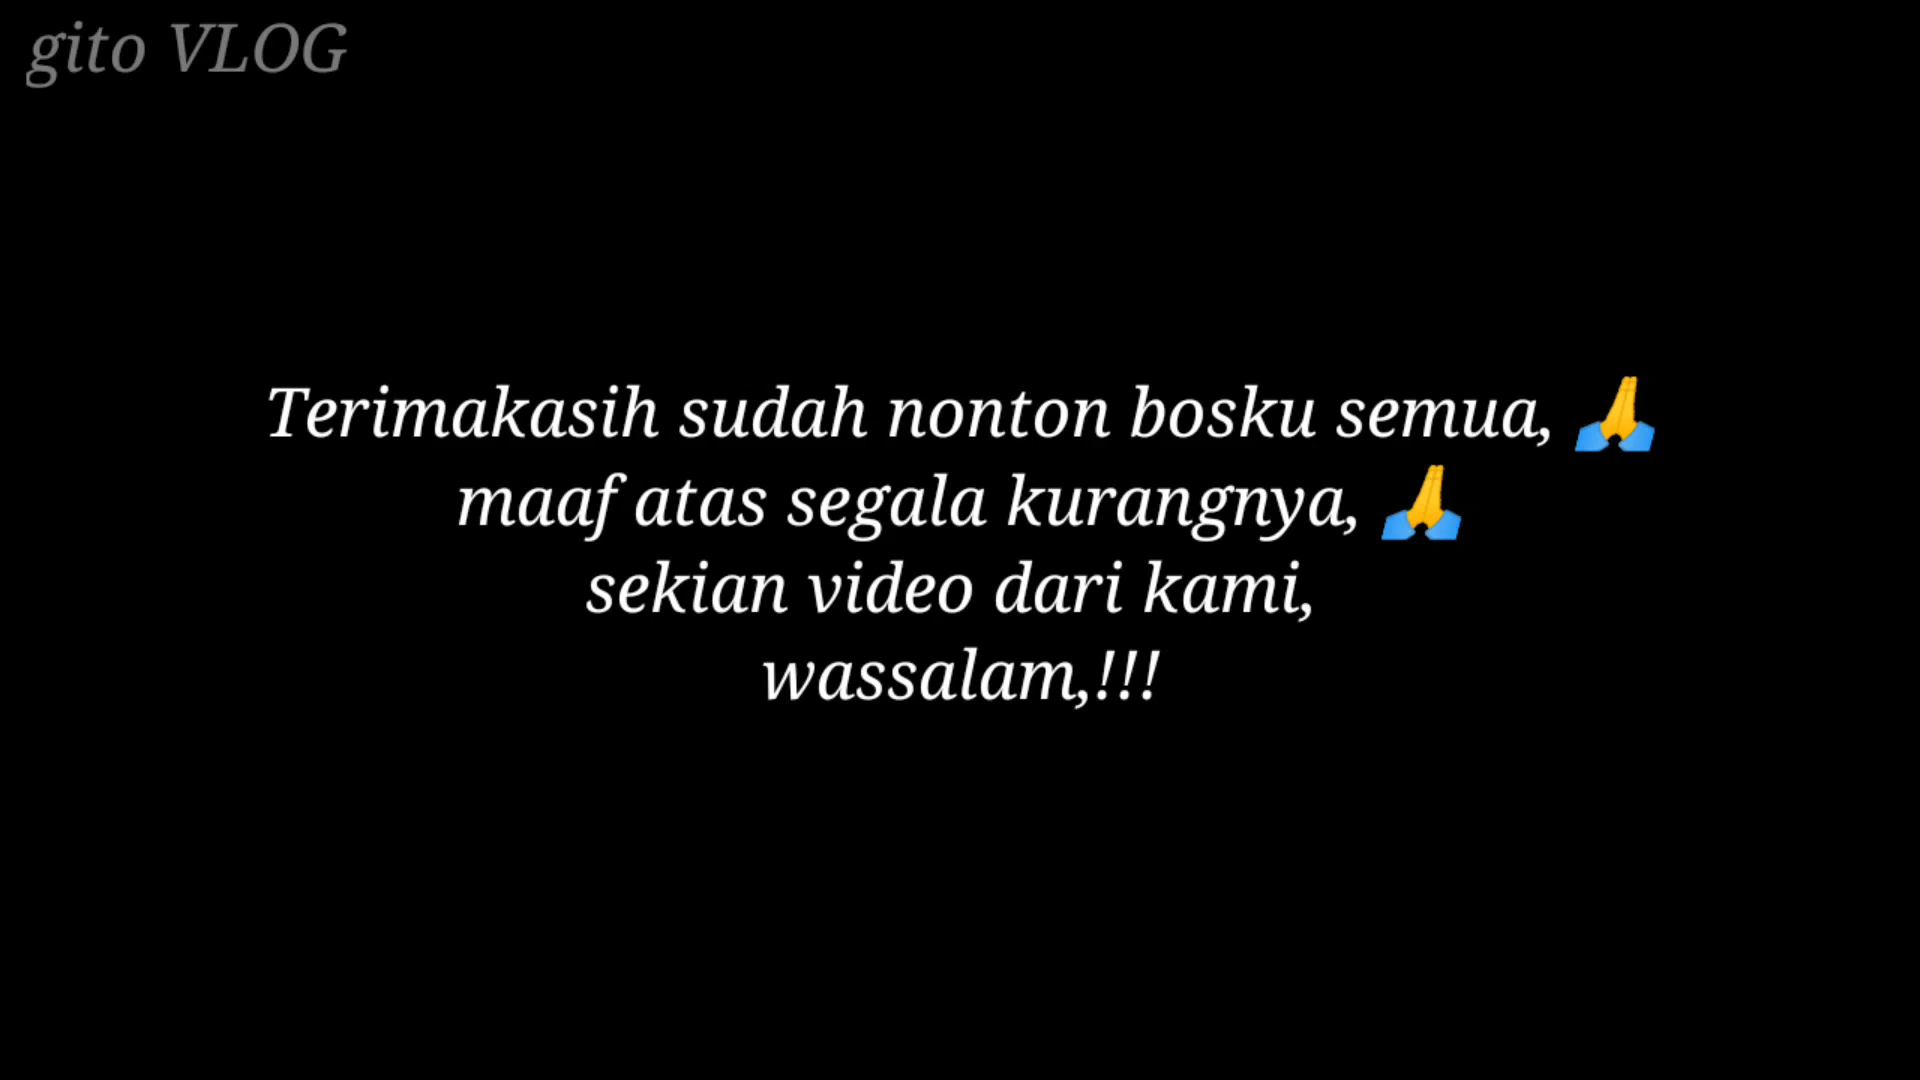 gito VLOG
Terimakasih sudah nonton bosku semua, 🙏
maaf atas segala kurangnya, 🙏
sekian video dari kami,
wassalam,!!!